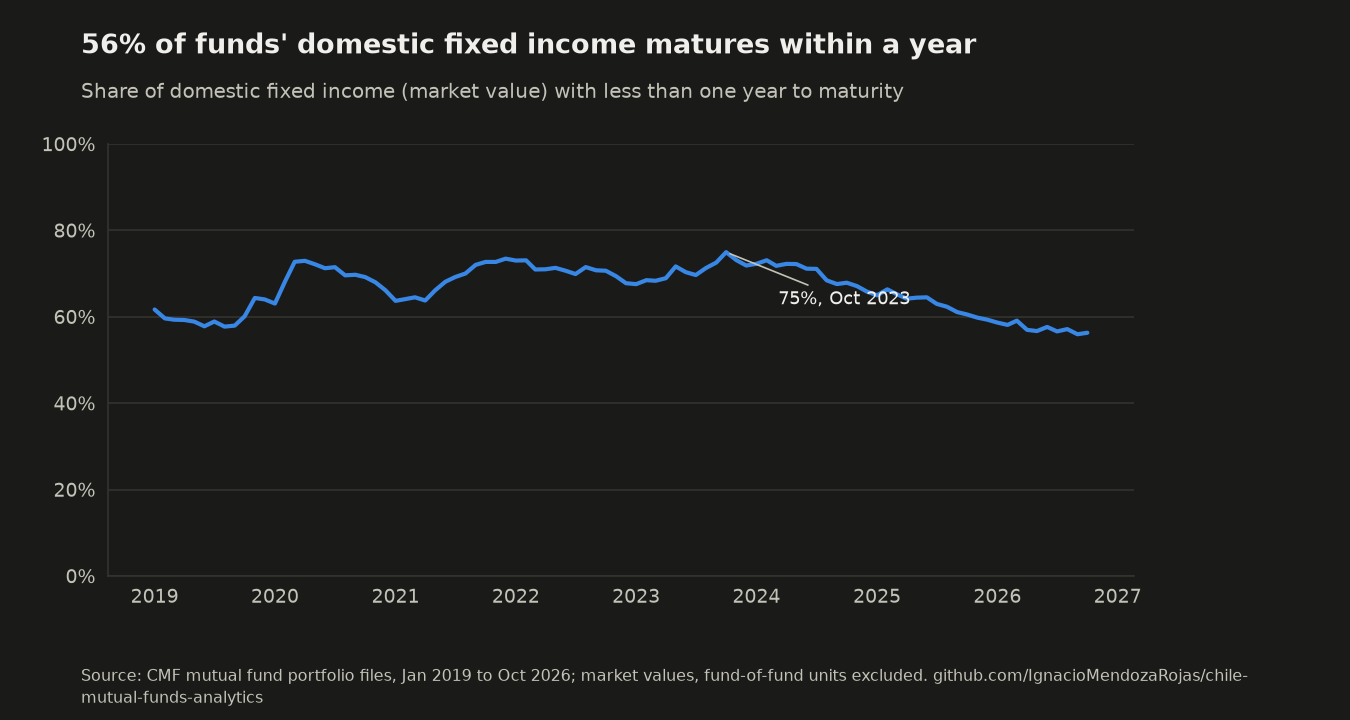 56% of funds' domestic fixed income matures within a year
Share of domestic fixed income (market value) with less than one year to maturity
100%
80%
75%, Oct 2023
60%
40%
20%
0%
2019 2020 2021 2022 2023 2024 2025 2026 2027
Source: CMF mutual fund portfolio files, Jan 2019 to Oct 2026; market values, fund-of-fund units excluded. github.com/IgnacioMendozaRojas/chile-
mutual-funds-analytics